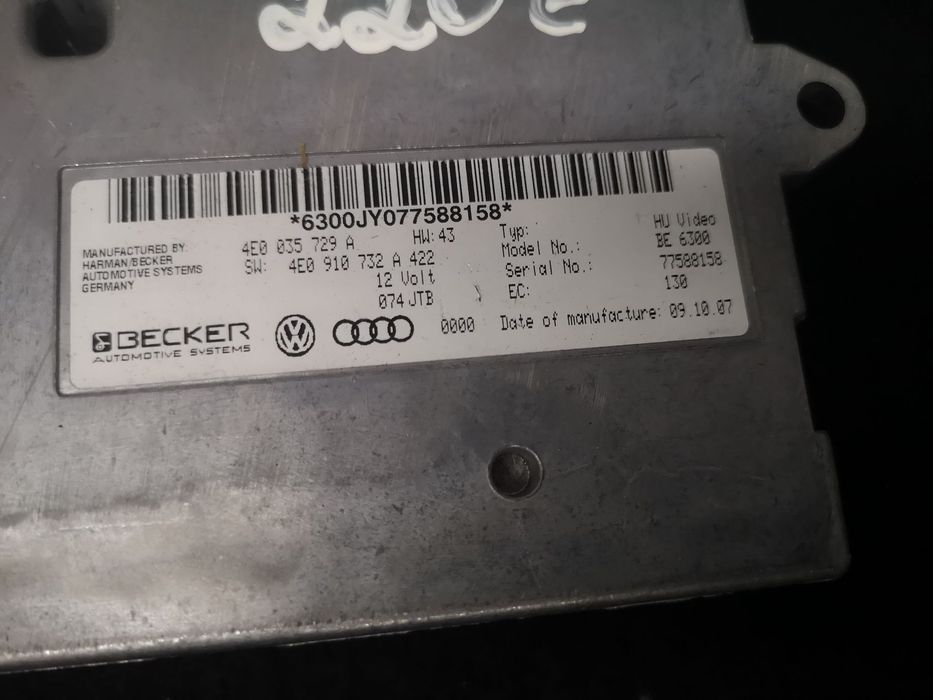 220€
*6300JY077588158*
MANUFACTURED BY:
HARMAN/BECKER
AUTOMOTIVE SYSTEMS
GERMANY
4E0 035 729 A HW: 43
SW: 4E0 910 732 A 422
12 Volt
074 JTB
Typ: HU Video
Model No.: BE 6300
Serial No.: 77588158
EC: 130
BECKER
AUTOMOTIVE SYSTEMS
VW
0000 Date of manufacture: 09.10.07